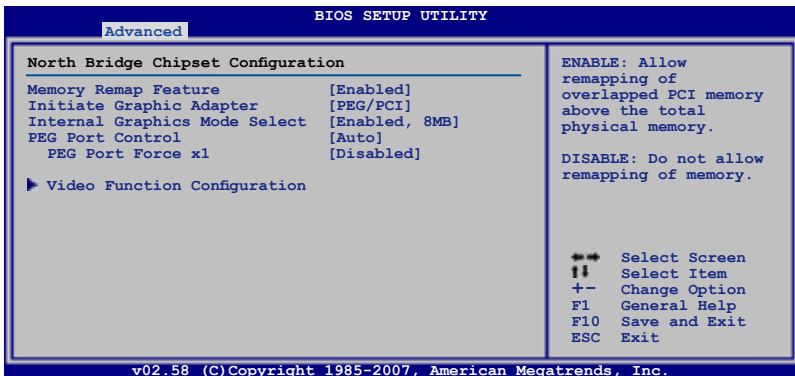 BIOS SETUP UTILITY
Advanced
North Bridge Chipset Configuration
Memory Remap Feature [Enabled]
Initiate Graphic Adapter [PEG/PCI]
Internal Graphics Mode Select [Enabled, 8MB]
PEG Port Control [Auto]
PEG Port Force x1 [Disabled]
Video Function Configuration
ENABLE: Allow
remapping of
overlapped PCI memory
above the total
physical memory.
DISABLE: Do not allow
remapping of memory.
Select Screen
Select Item
+- Change Option
F1 General Help
F10 Save and Exit
ESC Exit
v02.58 (C)Copyright 1985-2007, American Megatrends, Inc.